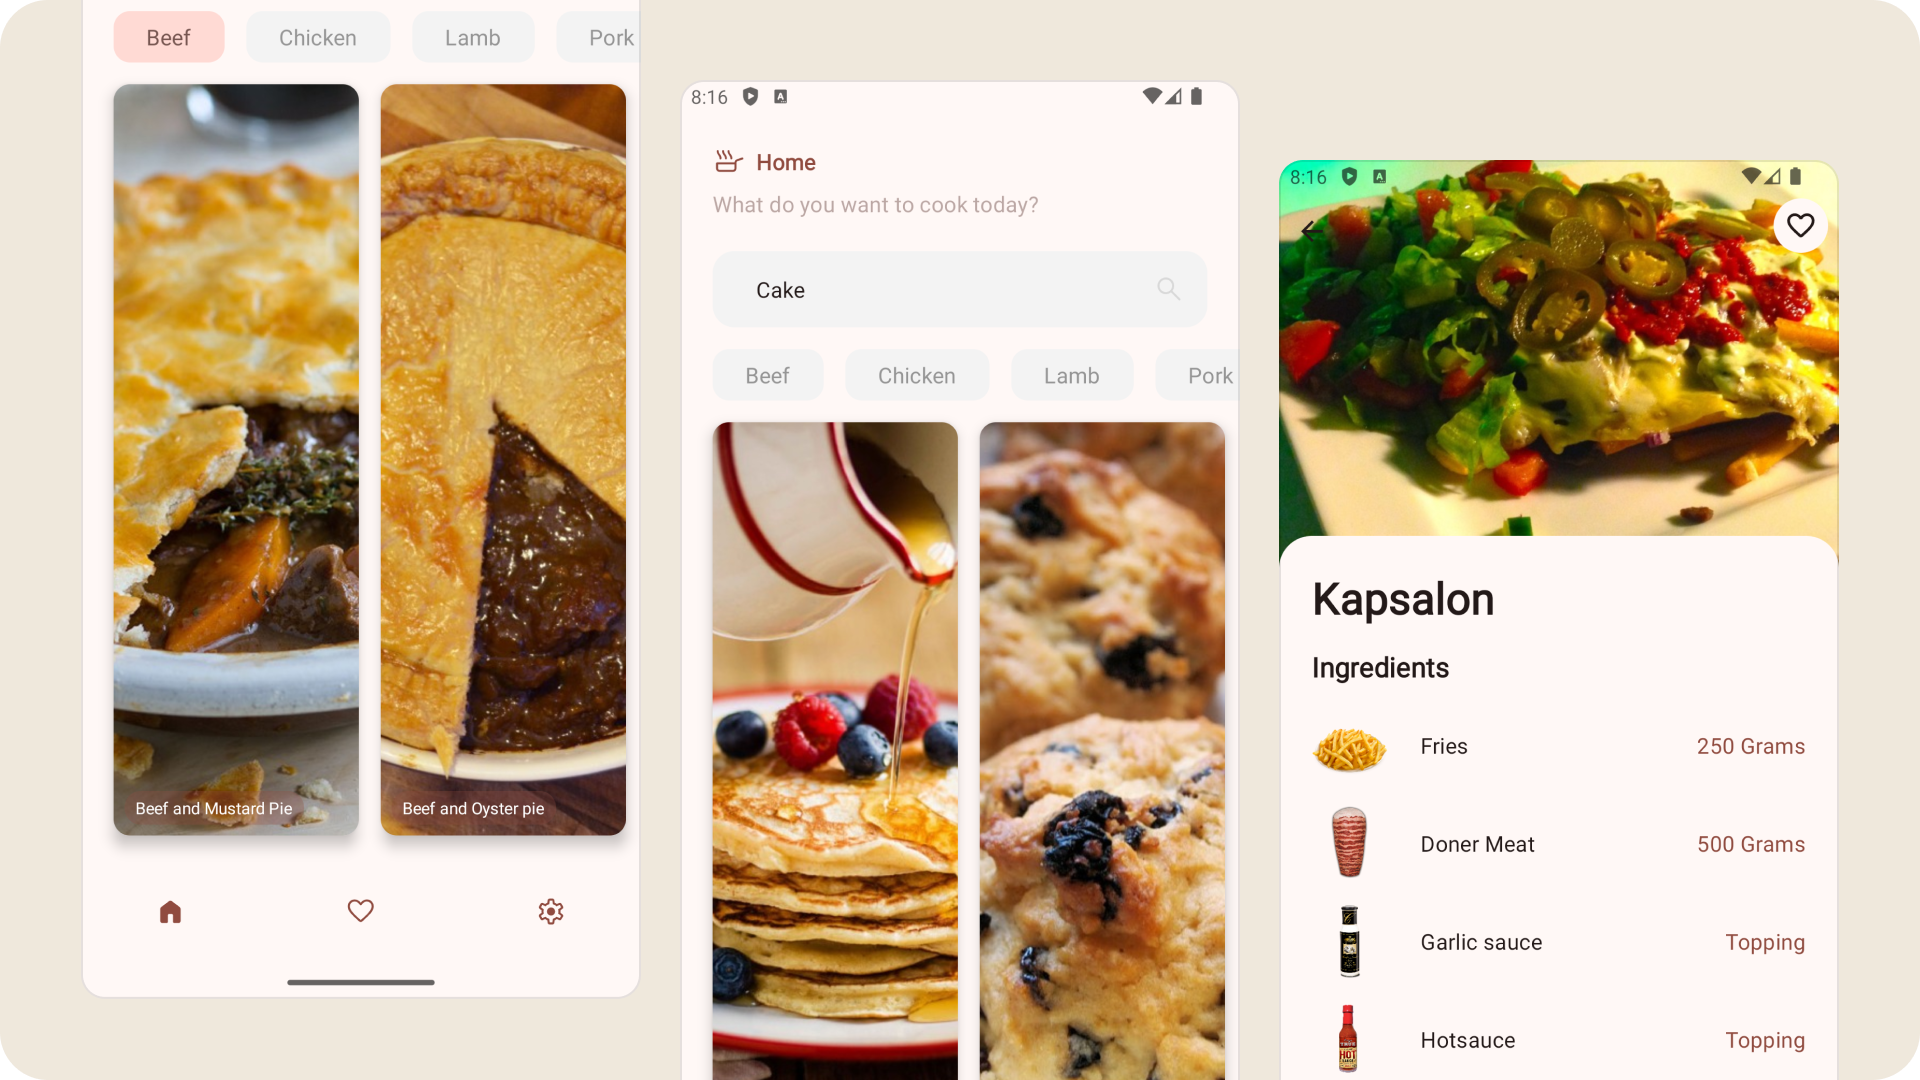 Beef Chicken Lamb Pork
Beef and Mustard Pie
Beef and Oyster pie
8:16
Home
What do you want to cook today?
Cake
Beef Chicken Lamb Pork
8:16
Kapsalon
Ingredients
Fries 250 Grams
Doner Meat 500 Grams
Garlic sauce Topping
Hotsauce Topping
HOT